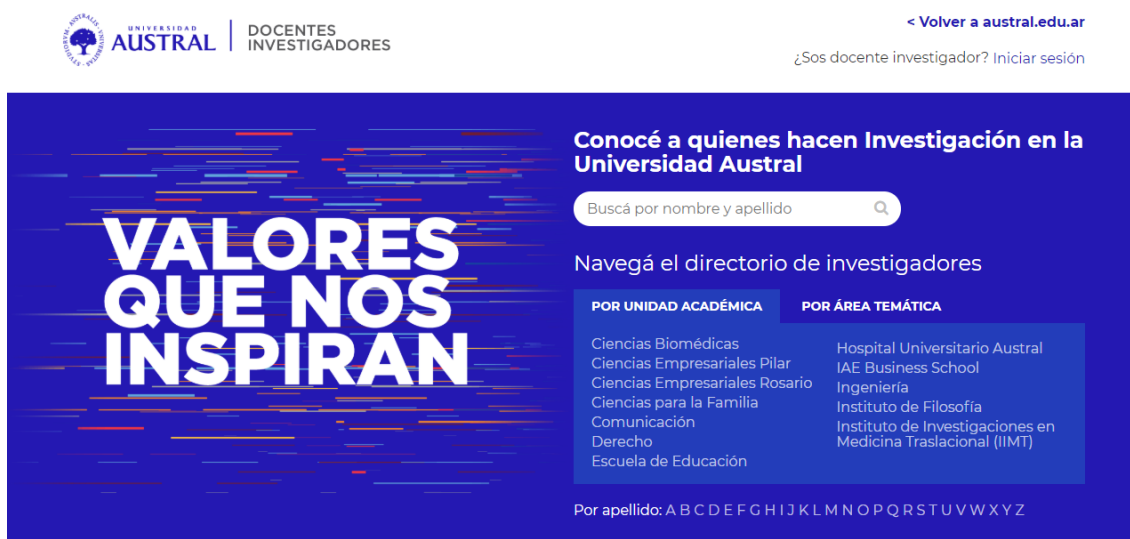 UNIVERSIDAD
AUSTRAL
DOCENTES
INVESTIGADORES
< Volver a austral.edu.ar
¿Sos docente investigador? Iniciar sesión
VALORES
QUE NOS
INSPIRAN
Conocé a quienes hacen Investigación en la
Universidad Austral
Buscá por nombre y apellido
Navegá el directorio de investigadores
POR UNIDAD ACADÉMICA
POR ÁREA TEMÁTICA
Ciencias Biomédicas
Ciencias Empresariales Pilar
Ciencias Empresariales Rosario
Ciencias para la Familia
Comunicación
Derecho
Escuela de Educación
Hospital Universitario Austral
IAE Business School
Ingeniería
Instituto de Filosofía
Instituto de Investigaciones en
Medicina Traslacional (IIMT)
Por apellido: A B C D E F G H I J K L M N O P Q R S T U V W X Y Z